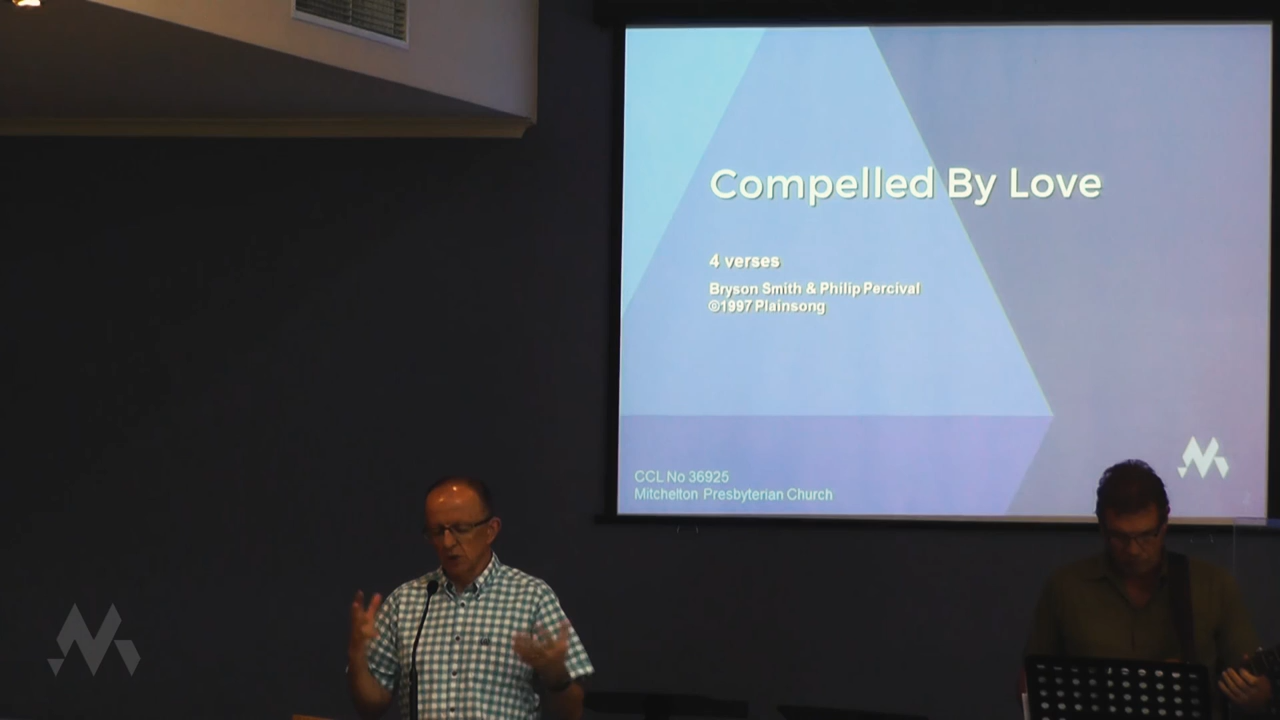 Compelled By Love
4 verses
Bryson Smith & Philip Percival
©1997 Plainsong
CCL No 36925
Mitchelton Presbyterian Church